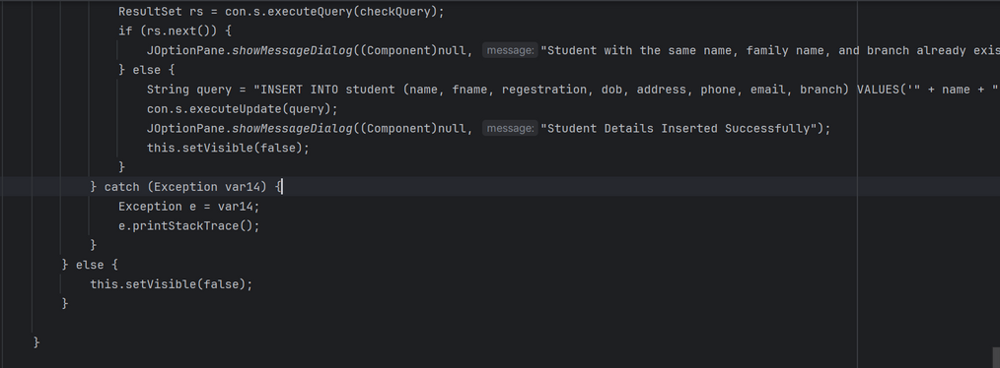 ResultSet rs = con.s.executeQuery(checkQuery);
if (rs.next()) {
JOptionPane.showMessageDialog((Component)null, message: "Student with the same name, family name, and branch already exis
} else {
String query = "INSERT INTO student (name, fname, regestration, dob, address, phone, email, branch) VALUES('" + name + "
con.s.executeUpdate(query);
JOptionPane.showMessageDialog((Component)null, message: "Student Details Inserted Successfully");
this.setVisible(false);
}
} catch (Exception var14) {
Exception e = var14;
e.printStackTrace();
}
} else {
this.setVisible(false);
}
}